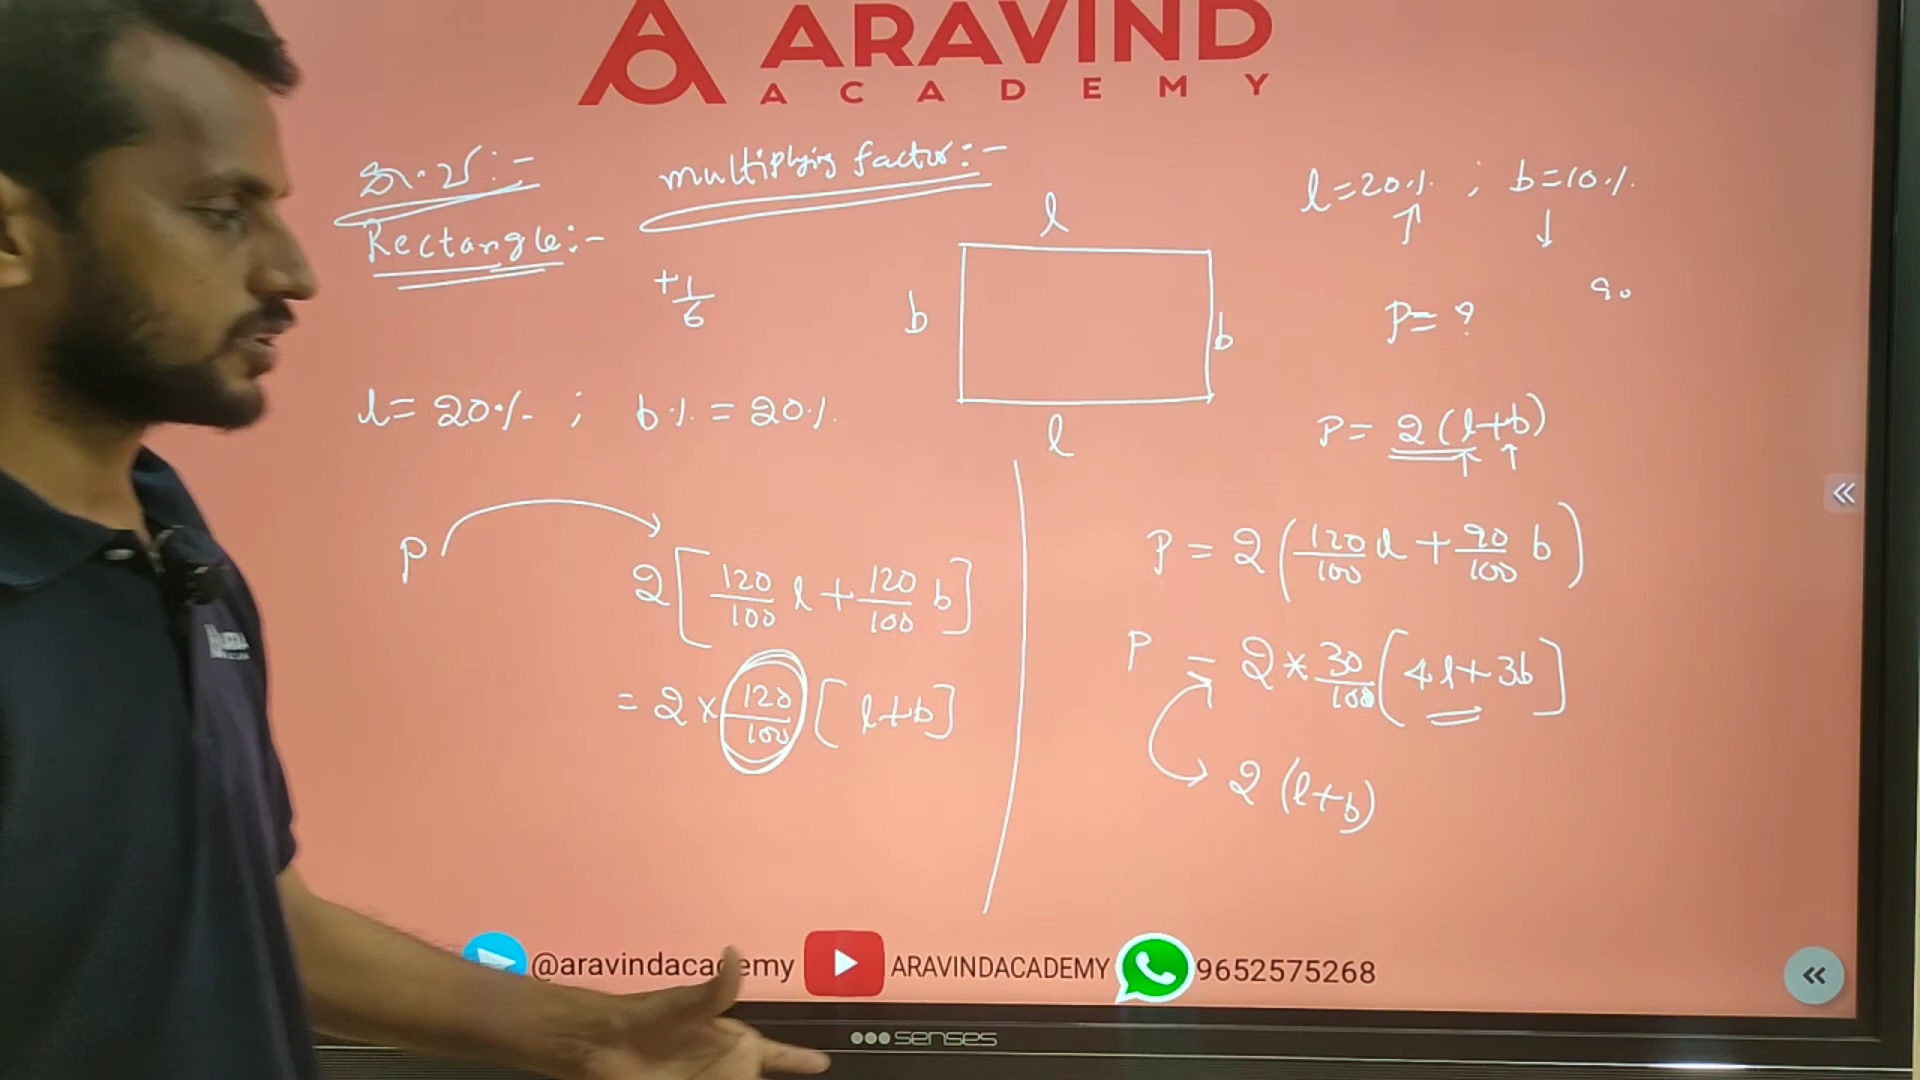 ARAVIND
ACADEMY
multiplying factor:-
Rectangle:-
+1/6
l
b
b
l
l=20% ; b=10%
↑ ↓
90
P= ?
l= 20% ; b% = 20%
P= 2(l+b)
↑ ↑
P
2[120/100 l + 120/100 b]
= 2 × 120/100 [l+b]
P = 2(120/100 l + 90/100 b)
P = 2 * 30/100 (4l+3b]
2 (l+b)
@aravindacademy ARAVINDACADEMY 9652575268
senses